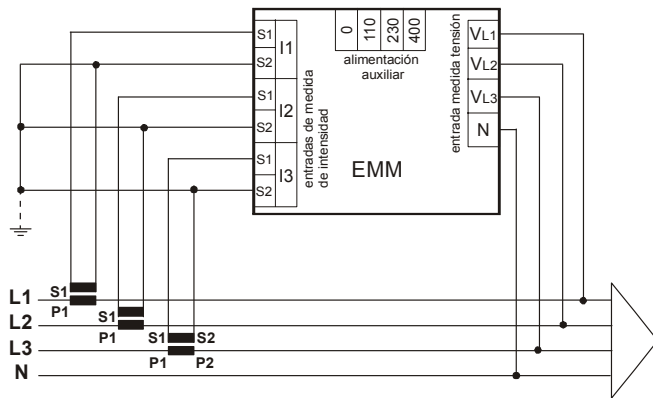 S1
S2
I1
S1
S2
I2
S1
S2
I3
entradas de medida
de intensidad
0
110
230
400
alimentación
auxiliar
EMM
entrada medida tensión
VL1
VL2
VL3
N
L1
S1
P1
L2
S1
P1
L3
S1
S2
P1
P2
N